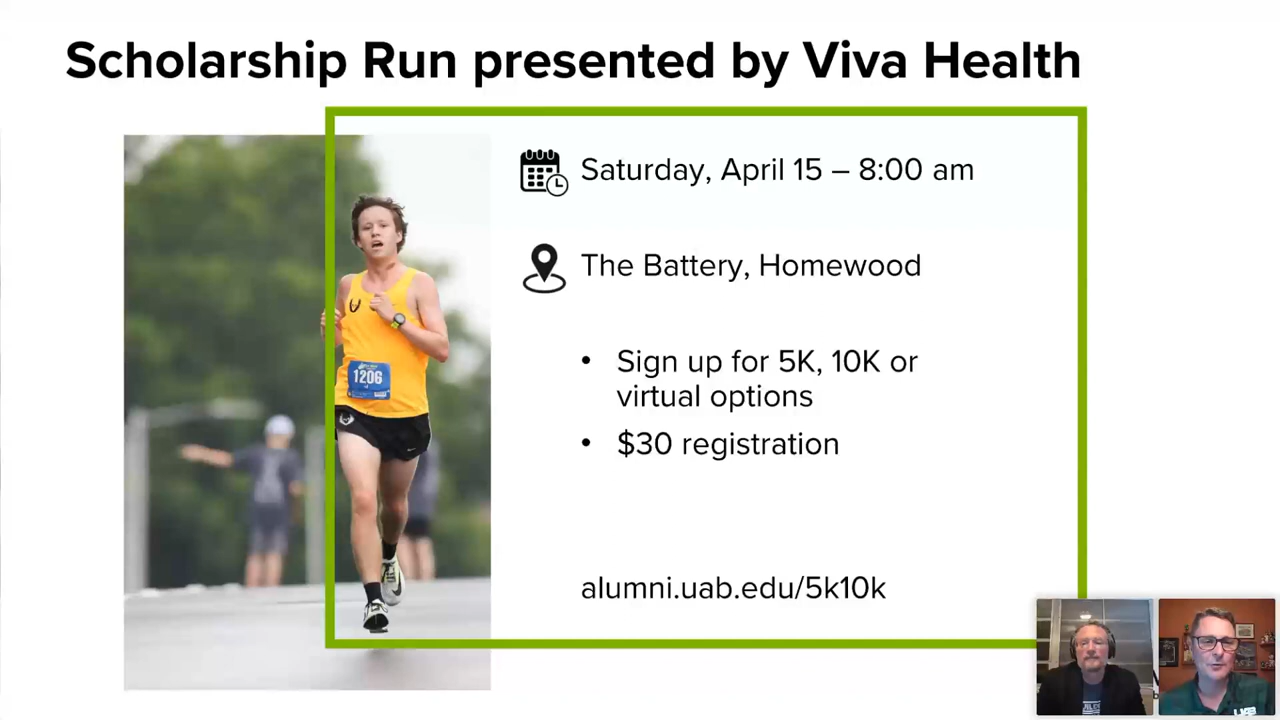 Scholarship Run presented by Viva Health
Saturday, April 15 – 8:00 am
The Battery, Homewood
• Sign up for 5K, 10K or
virtual options
• $30 registration
alumni.uab.edu/5k10k
1206
UAB